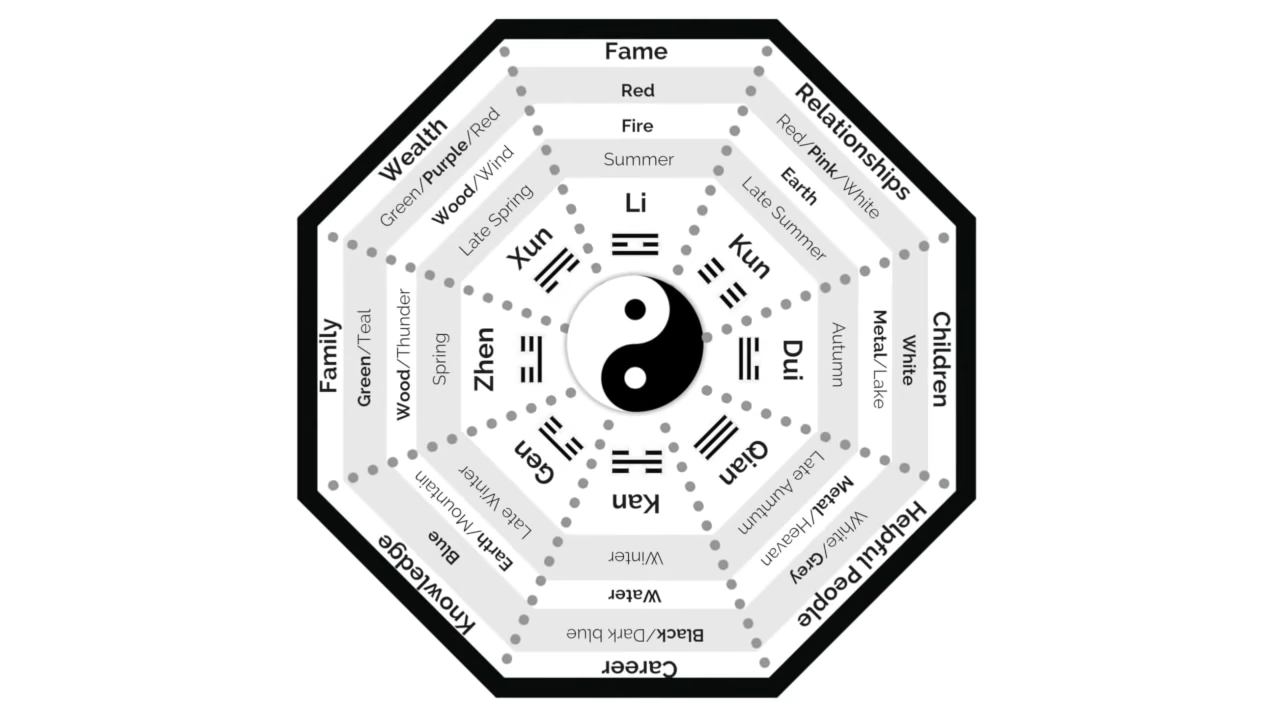 Fame
Red
Fire
Summer
Li
Relationships
Red/Pink/White
Earth
Late Summer
Kun
Children
White
Metal/Lake
Autumn
Dui
Helpful People
White/Grey
Metal/Heavan
Late Aumtum
Qian
Career
Black/Dark blue
Water
Winter
Kan
Knowledge
Blue
Earth/Mountain
Late Winter
Gen
Family
Green/Teal
Wood/Thunder
Spring
Zhen
Wealth
Green/Purple/Red
Wood/Wind
Late Spring
Xun